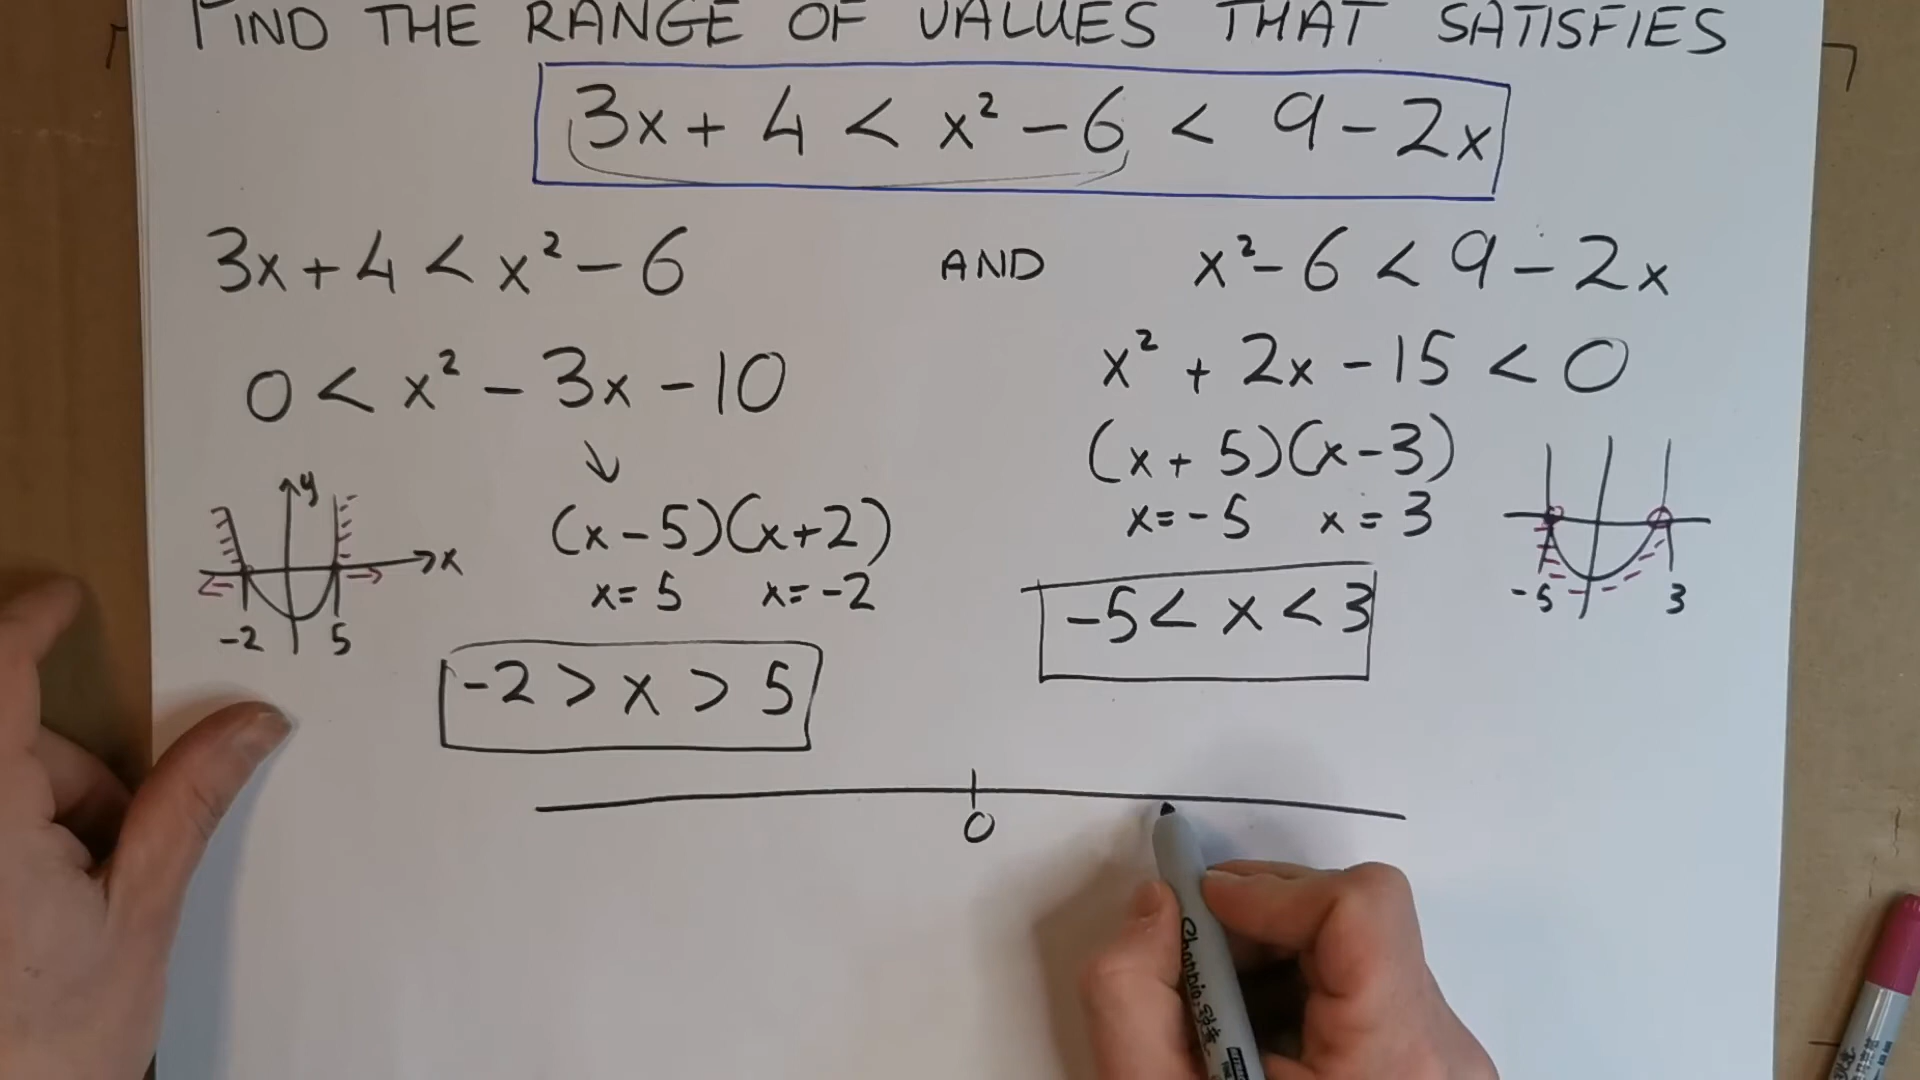 FIND THE RANGE OF VALUES THAT SATISFIES
3x + 4 < x² - 6 < 9 - 2x
3x + 4 < x² - 6 AND x² - 6 < 9 - 2x
0 < x² - 3x - 10
x² + 2x - 15 < 0
(x + 5)(x - 3)
x = -5 x = 3
y
x
-2 5
(x - 5)(x + 2)
x = 5 x = -2
-5 3
-5 < x < 3
-2 > x > 5
0